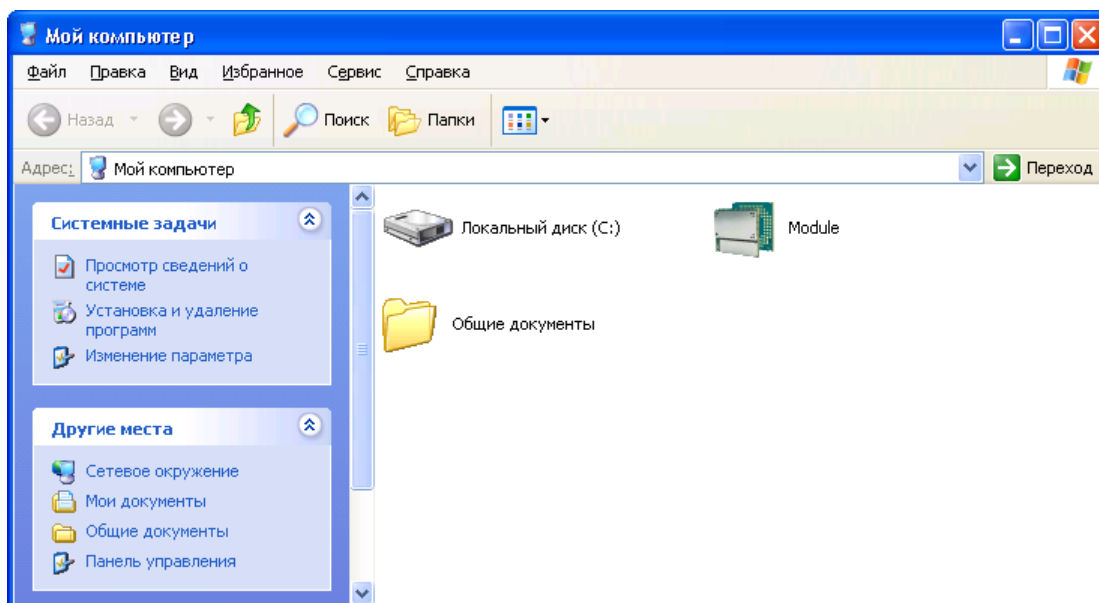 Мой компьютер
Файл Правка Вид Избранное Сервис Справка
Назад Поиск Папки
Адрес: Мой компьютер Переход
Системные задачи
Просмотр сведений о
системе
Установка и удаление
программ
Изменение параметра
Другие места
Сетевое окружение
Мои документы
Общие документы
Панель управления
Локальный диск (C:) Module
Общие документы